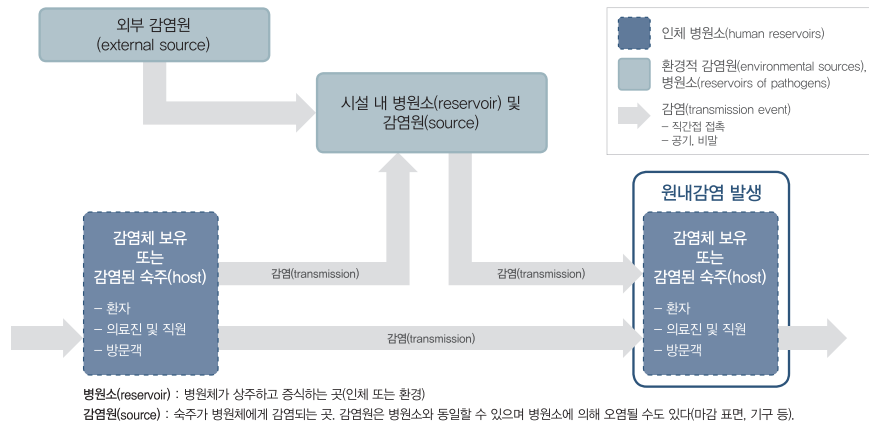 외부 감염원
(external source)
시설 내 병원소(reservoir) 및
감염원(source)
인체 병원소(human reservoirs)
환경적 감염원(environmental sources),
병원소(reservoirs of pathogens)
감염(transmission event)
– 직간접 접촉
– 공기, 비말
원내감염 발생
감염체 보유
또는
감염된 숙주(host)
– 환자
– 의료진 및 직원
– 방문객
감염(transmission)
감염(transmission)
감염(transmission)
감염체 보유
또는
감염된 숙주(host)
– 환자
– 의료진 및 직원
– 방문객
병원소(reservoir) : 병원체가 상주하고 증식하는 곳(인체 또는 환경)
감염원(source) : 숙주가 병원체에게 감염되는 곳. 감염원은 병원소와 동일할 수 있으며 병원소에 의해 오염될 수도 있다(마감 표면, 기구 등).